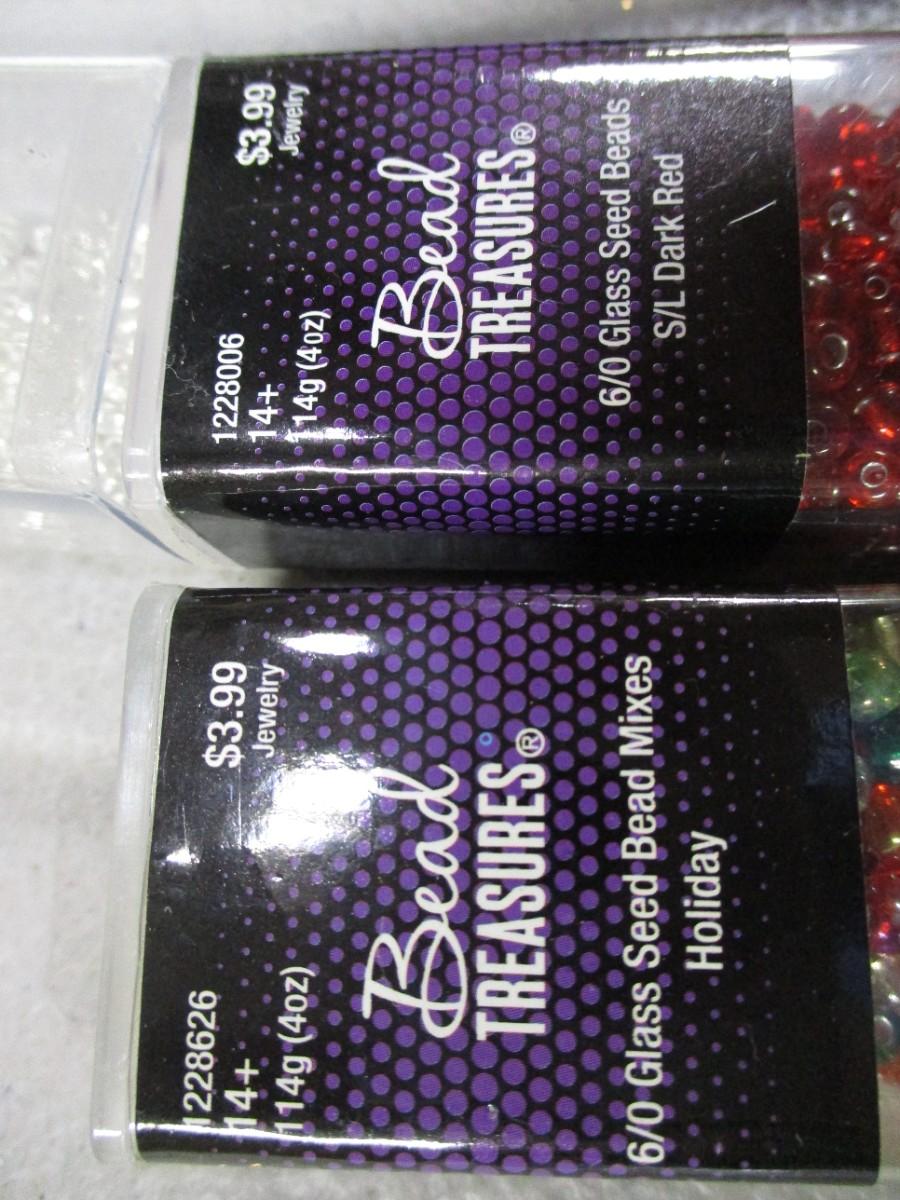 1228006
14+
114g (4oz)
$3.99
Jewelry
Bead
TREASURES®
6/0 Glass Seed Beads
S/L Dark Red
1228626
14+
114g (4oz)
$3.99
Jewelry
Bead
TREASURES®
6/0 Glass Seed Bead Mixes
Holiday